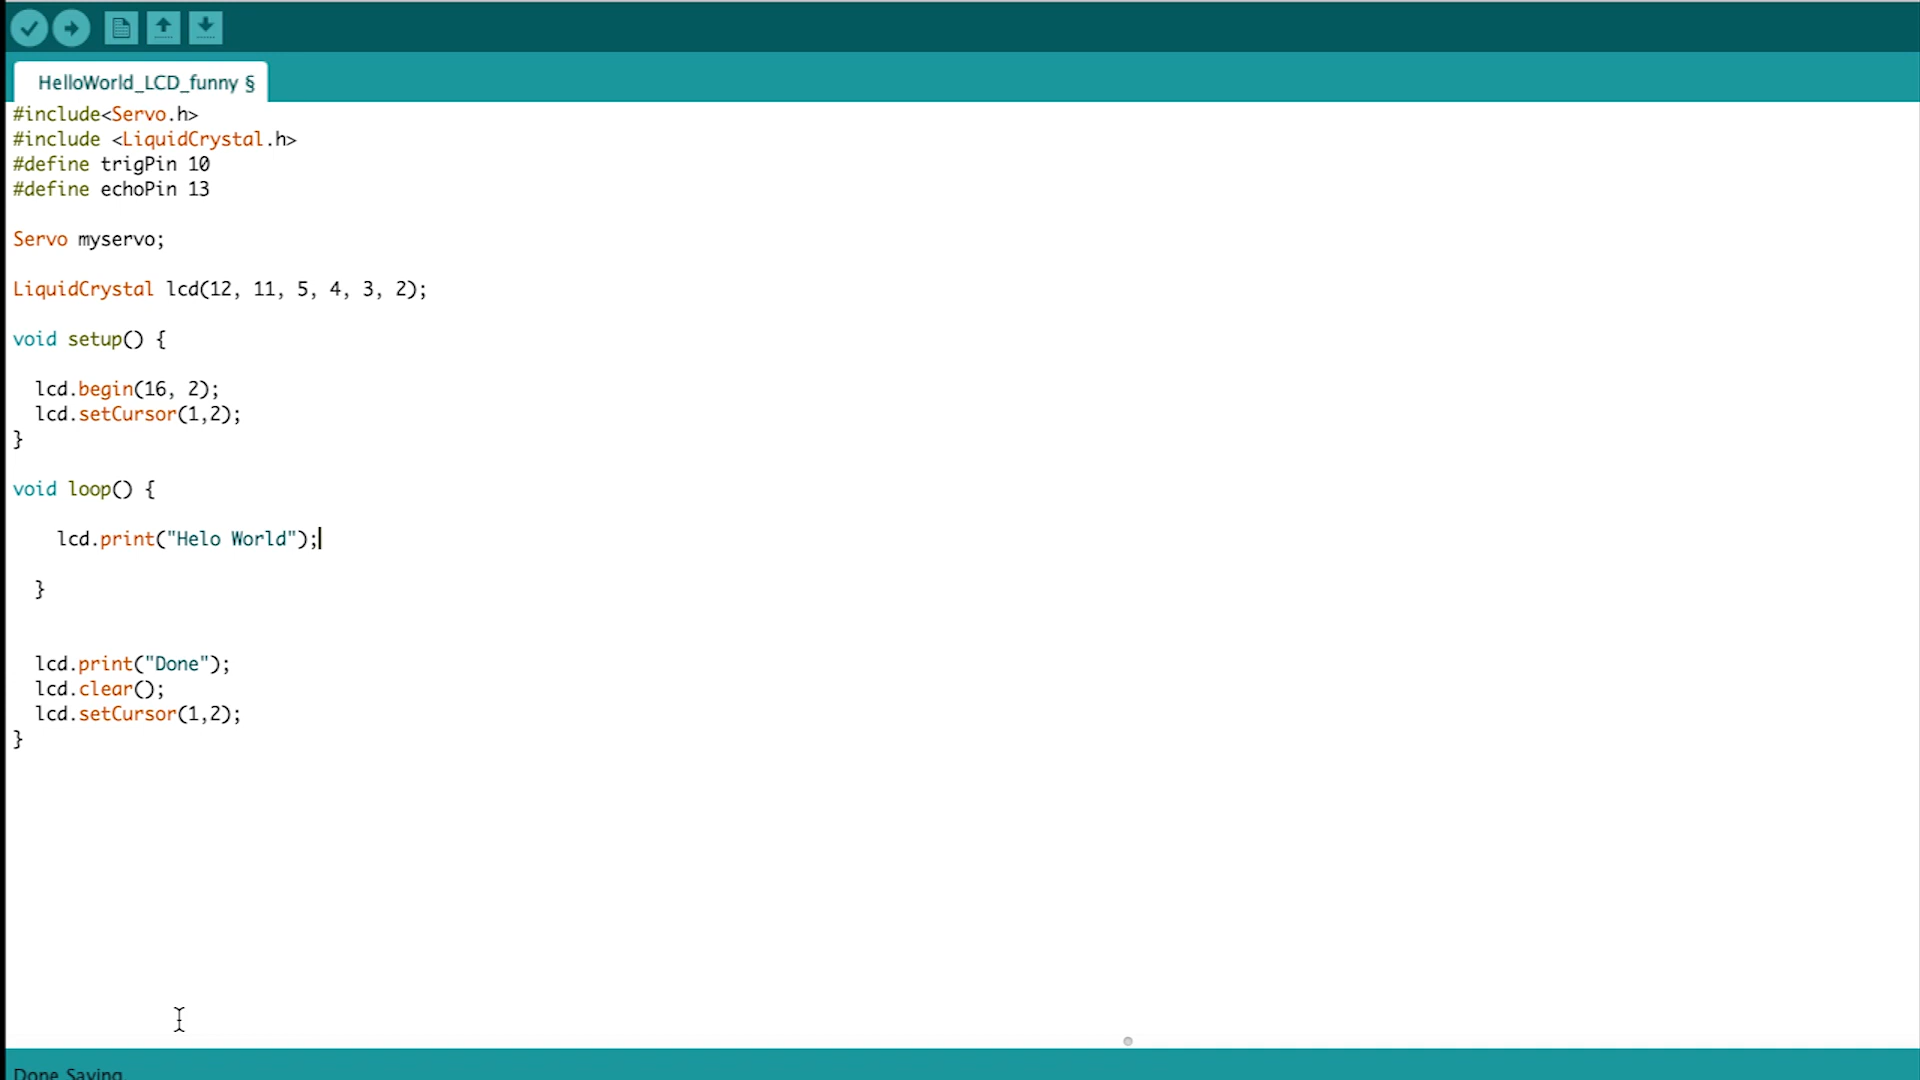 HelloWorld_LCD_funny §
#include<Servo.h>
#include <LiquidCrystal.h>
#define trigPin 10
#define echoPin 13
Servo myservo;
LiquidCrystal lcd(12, 11, 5, 4, 3, 2);
void setup() {
lcd.begin(16, 2);
lcd.setCursor(1,2);
}
void loop() {
lcd.print("Helo World");
}
lcd.print("Done");
lcd.clear();
lcd.setCursor(1,2);
}
Done Saving